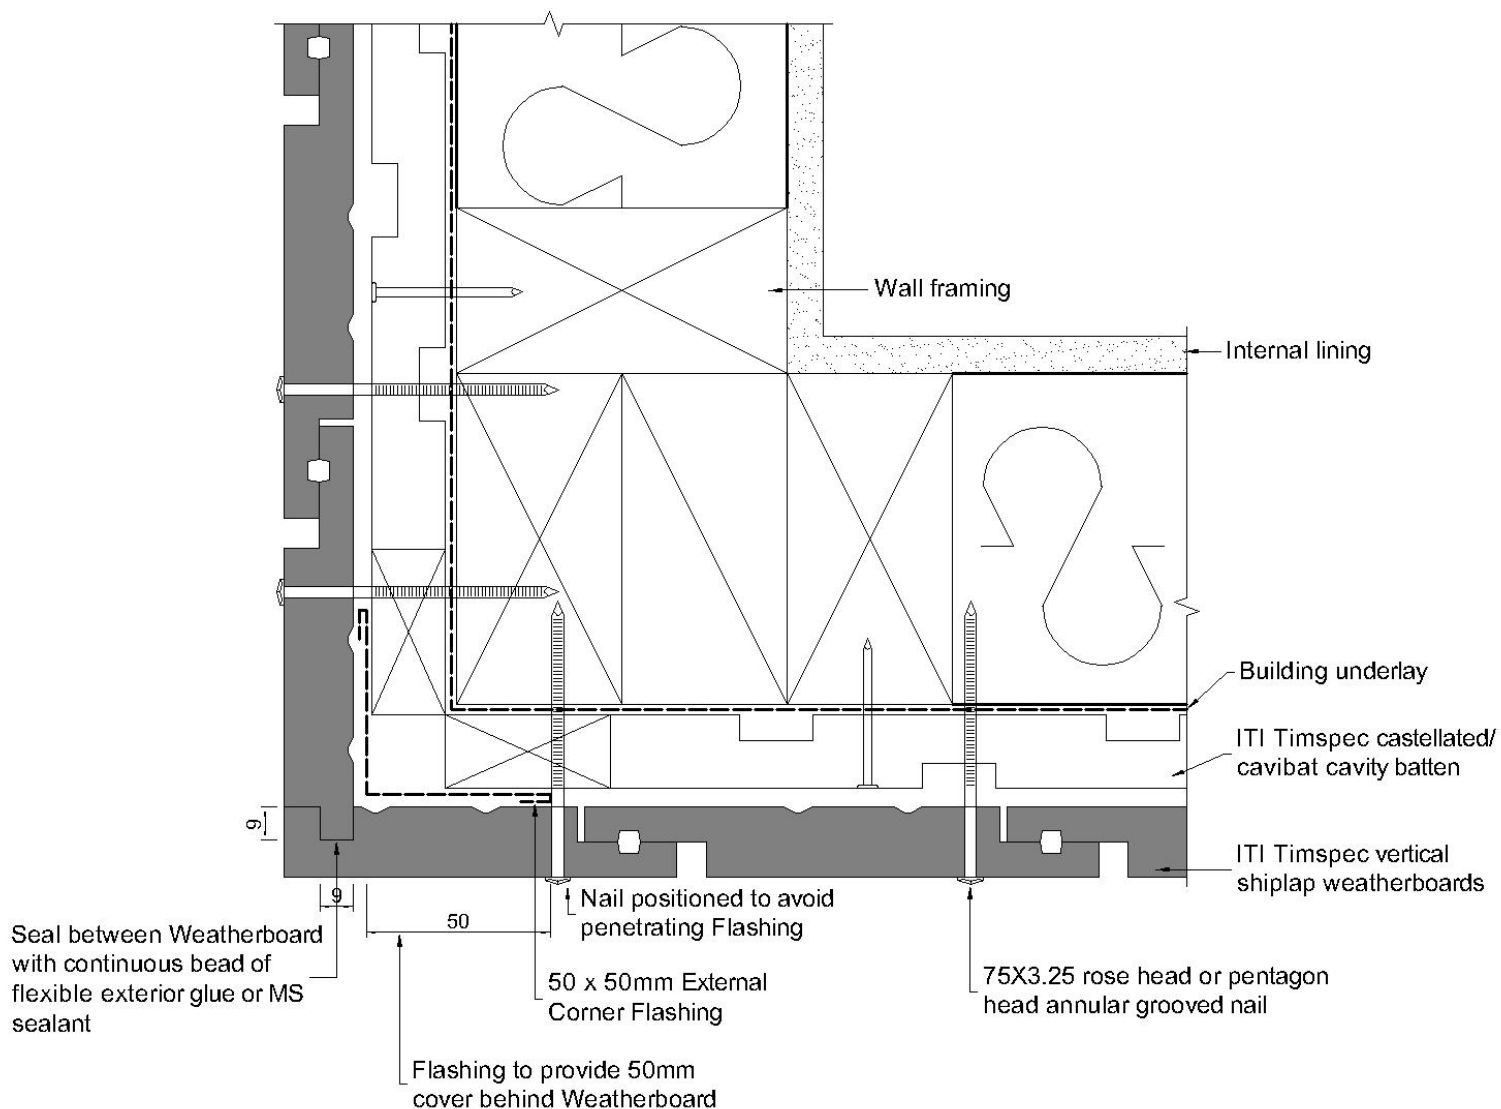 Wall framing
Internal lining
Building underlay
ITI Timspec castellated/
cavibat cavity batten
ITI Timspec vertical
shiplap weatherboards
9
9
50
Nail positioned to avoid
penetrating Flashing
Seal between Weatherboard
with continuous bead of
flexible exterior glue or MS
sealant
50 x 50mm External
Corner Flashing
75X3.25 rose head or pentagon
head annular grooved nail
Flashing to provide 50mm
cover behind Weatherboard